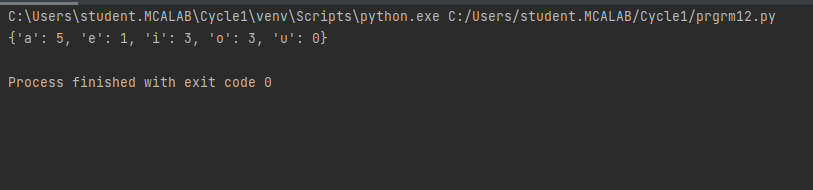 C:\Users\student.MCALAB\Cycle1\venv\Scripts\python.exe C:/Users/student.MCALAB/Cycle1/prgrm12.py
{'a': 5, 'e': 1, 'i': 3, 'o': 3, 'u': 0}
Process finished with exit code 0